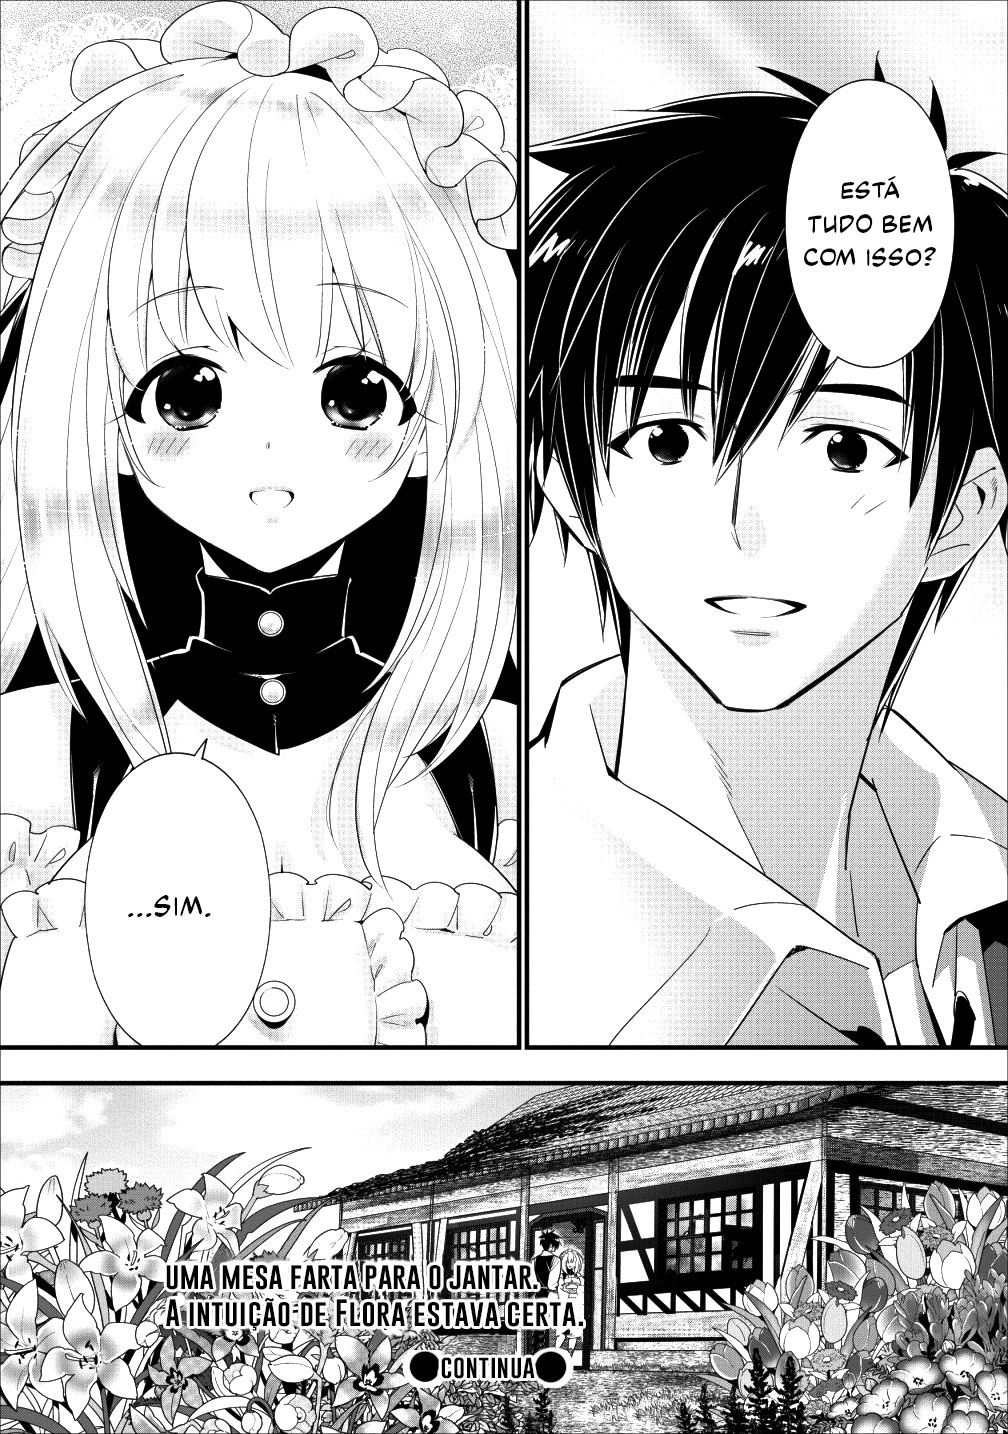 ESTÁ
TUDO BEM
COM ISSO?
...SIM.
UMA MESA FARTA PARA O JANTAR.
A INTUIÇÃO DE FLORA ESTAVA CERTA.
●CONTINUA●